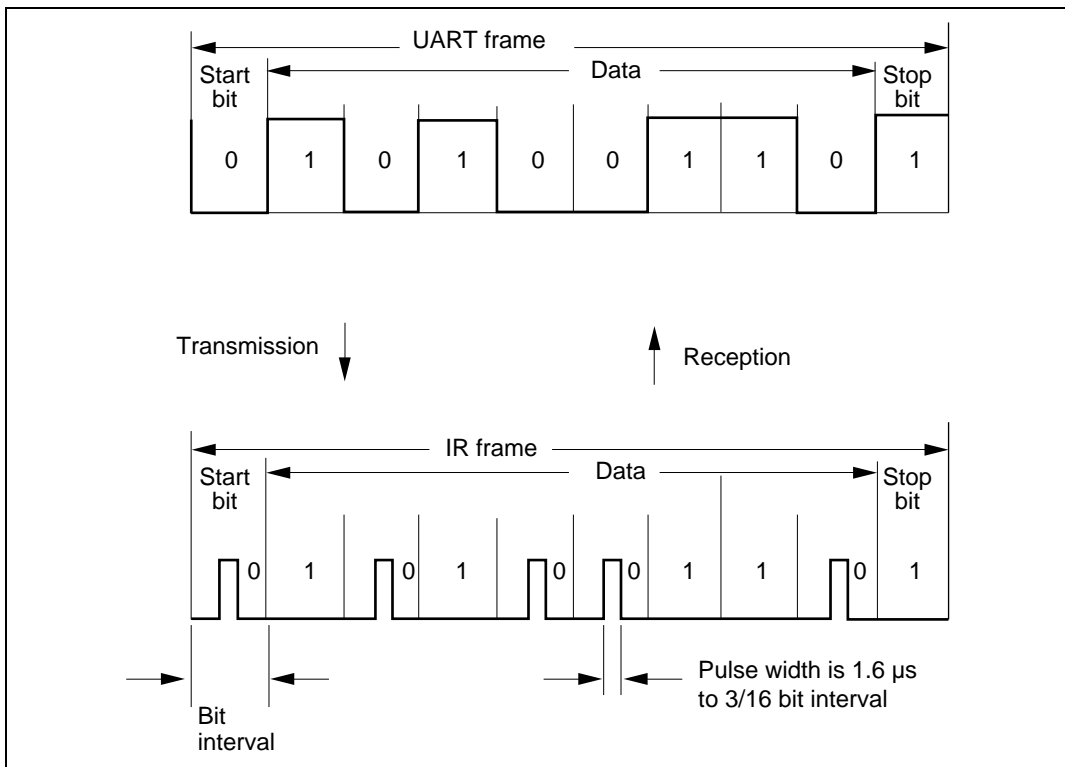 UART frame
Start bit
Data
Stop bit
0 1 0 1 0 0 1 1 0 1
Transmission
Reception
IR frame
Start bit
Data
Stop bit
0 1 0 1 0 0 1 1 0 1
Bit interval
Pulse width is 1.6 µs
to 3/16 bit interval